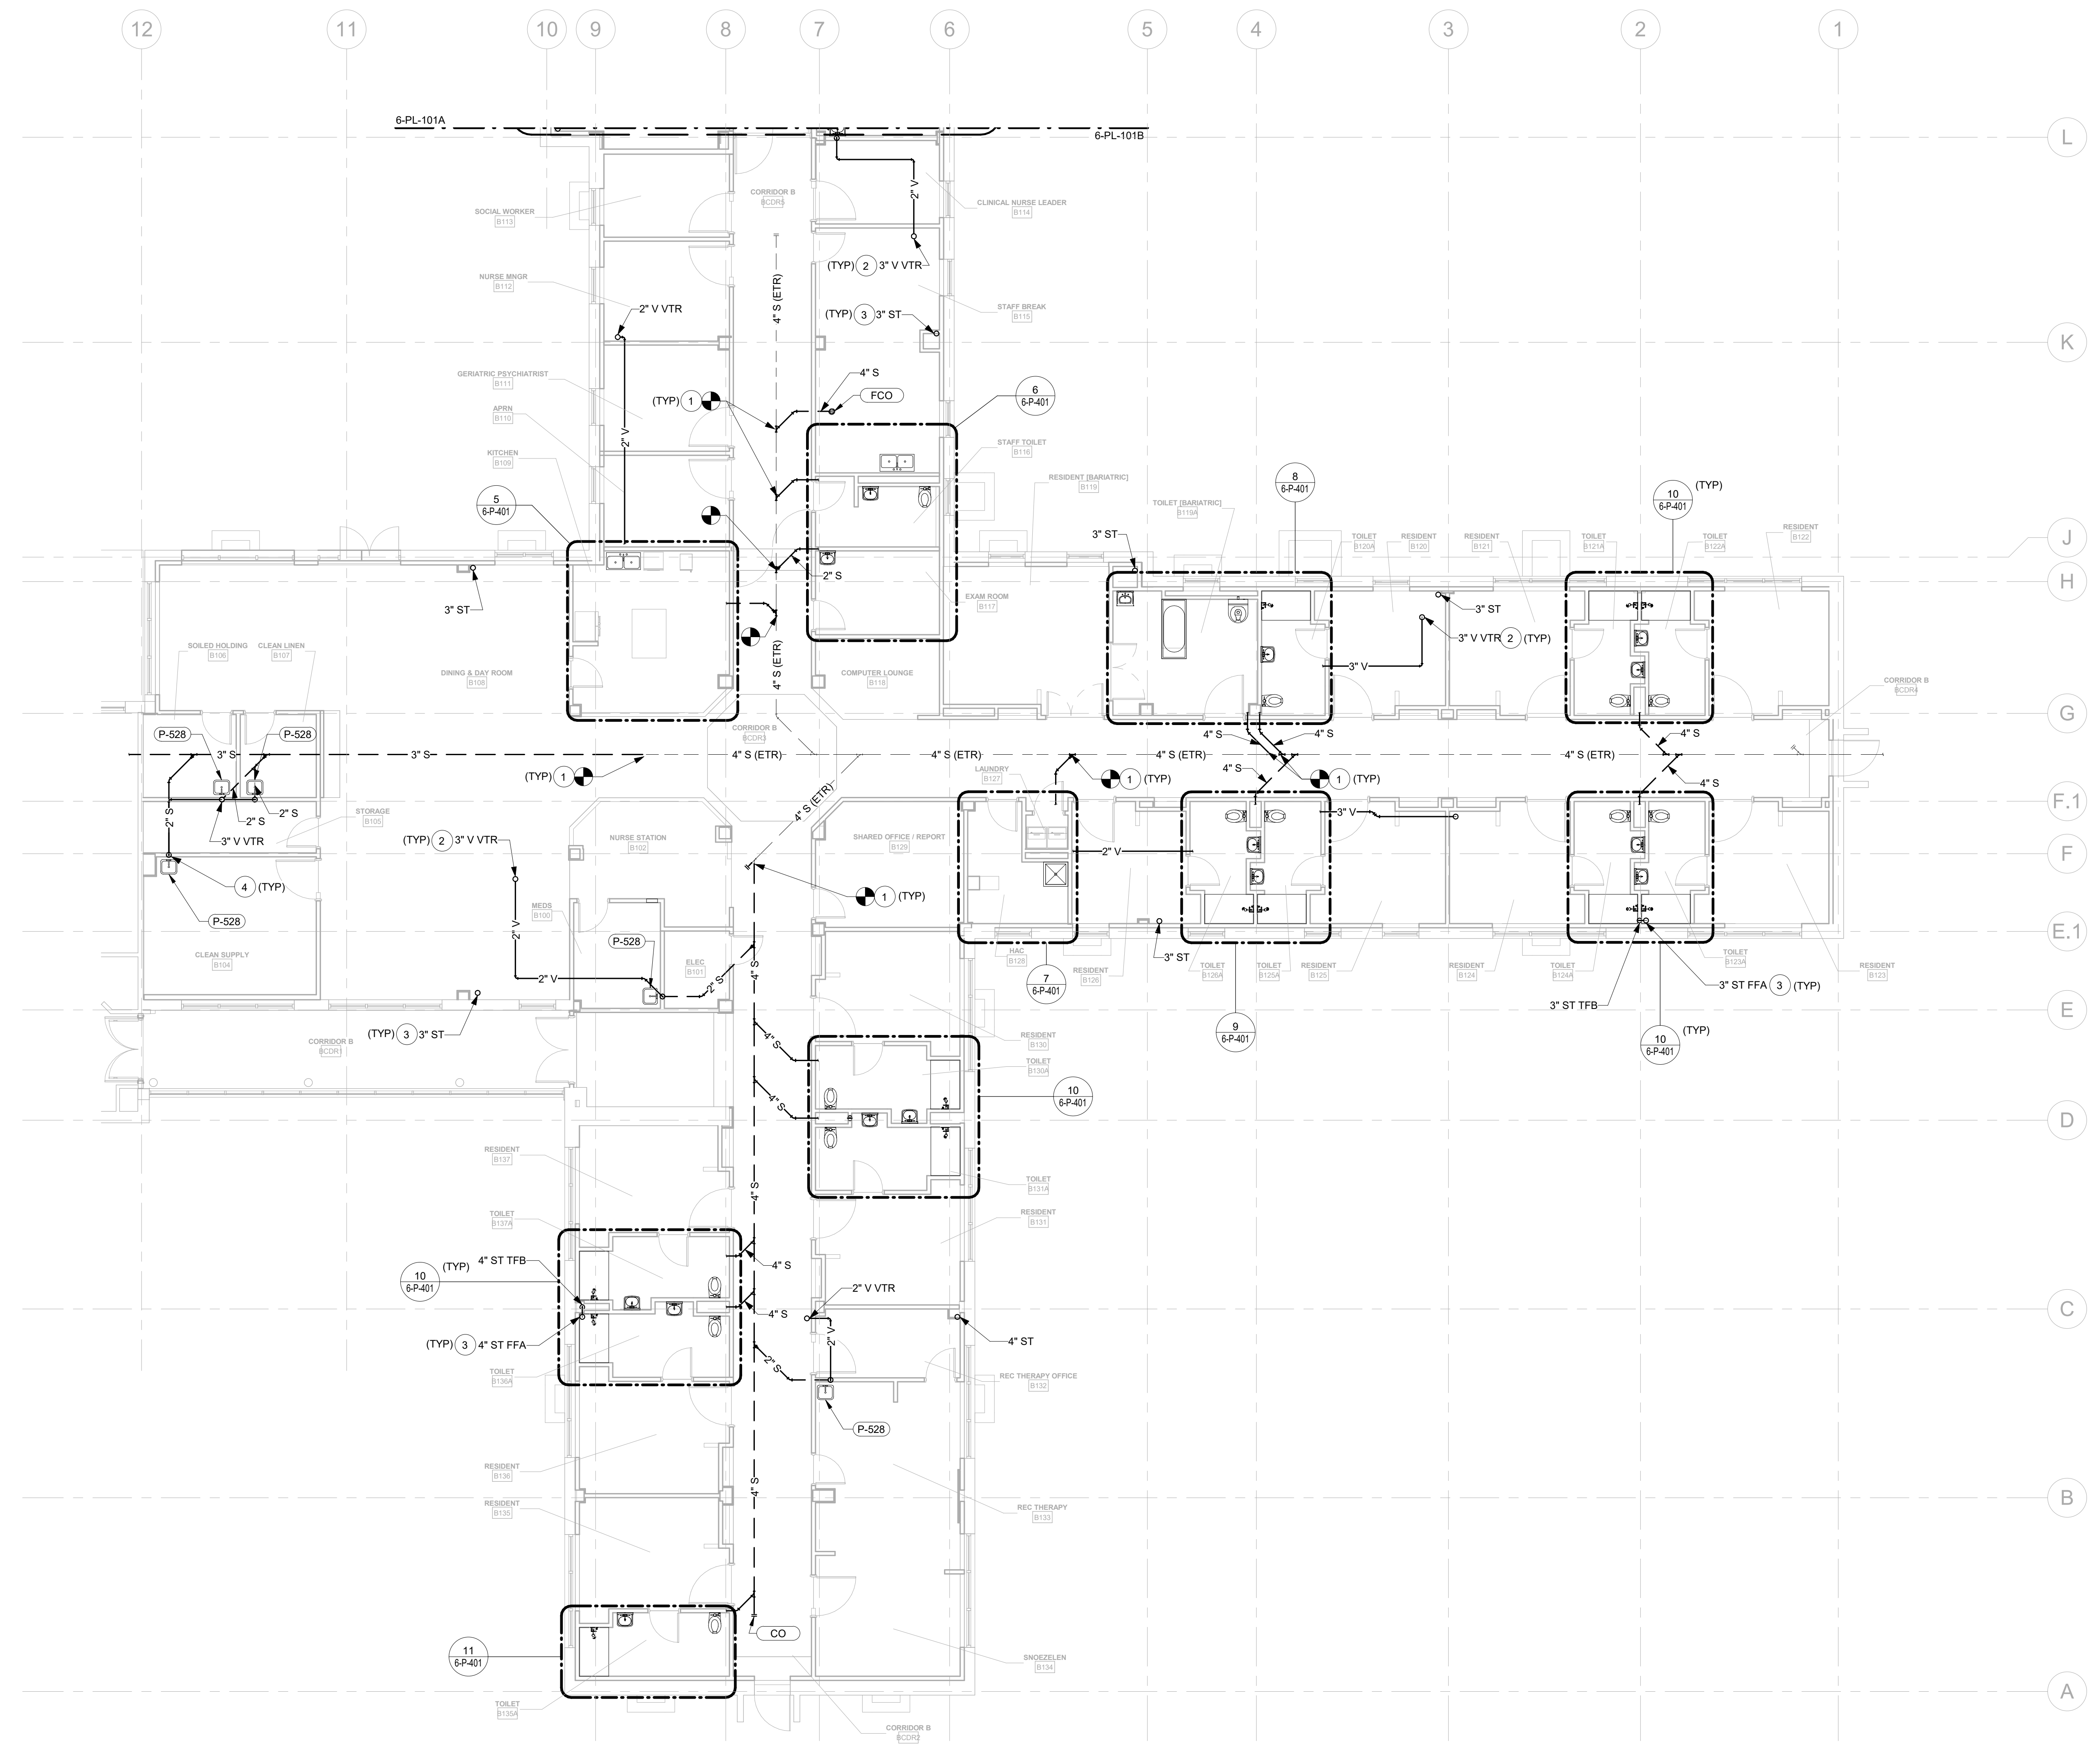 12
11
10
9
8
7
6
5
4
3
2
1
6-PL-101A
6-PL-101B
L
SOCIAL WORKER
B113
CORRIDOR B
BCDR5
2" V
CLINICAL NURSE LEADER
B114
(TYP) 2 3" V VTR
NURSE MNGR
B112
4" S (ETR)
2" V VTR
(TYP) 3 3" ST
STAFF BREAK
B115
K
GERIATRIC PSYCHIATRIST
B111
4" S
FCO
(TYP) 1
6
6-P-401
APRN
B110
2" V
KITCHEN
B109
STAFF TOILET
B116
5
6-P-401
RESIDENT [BARIATRIC]
B119
8
6-P-401
TOILET [BARIATRIC]
B119A
10
6-P-401
(TYP)
3" ST
TOILET
B120A
RESIDENT
B120
RESIDENT
B121
TOILET
B121A
TOILET
B122A
RESIDENT
B122
J
H
2" S
3" ST
EXAM ROOM
B117
3" ST
3" V VTR 2 (TYP)
3" V
SOILED HOLDING
B106
CLEAN LINEN
B107
DINING & DAY ROOM
B108
4" S (ETR)
COMPUTER LOUNGE
B118
CORRIDOR B
BCDR4
G
P-528
P-528
CORRIDOR B
BCDR3
4" S
4" S
4" S
3" S
3" S
4" S (ETR)
4" S (ETR)
4" S (ETR)
4" S (ETR)
(TYP) 1
LAUNDRY
B127
1 (TYP)
4" S
1 (TYP)
4" S
2" S
2" S
2" S
4" S (ETR)
F.1
STORAGE
B105
3" V VTR
(TYP) 2 3" V VTR
NURSE STATION
B102
SHARED OFFICE / REPORT
B129
3" V
2" V
F
4 (TYP)
1 (TYP)
P-528
MEDS
B100
2" V
P-528
E.1
CLEAN SUPPLY
B104
ELEC
B101
2" V
2" S
4" S
HAC
B128
3" ST
RESIDENT
B126
TOILET
B126A
TOILET
B125A
RESIDENT
B125
RESIDENT
B124
TOILET
B124A
TOILET
B123A
RESIDENT
B123
7
6-P-401
3" ST FFA 3 (TYP)
3" ST TFB
E
(TYP) 3 3" ST
9
6-P-401
10
6-P-401
(TYP)
CORRIDOR B
BCDR1
4" S
RESIDENT
B130
TOILET
B130A
4" S
10
6-P-401
D
RESIDENT
B137
4" S
TOILET
B131A
TOILET
B137A
RESIDENT
B131
4" ST TFB
(TYP)
10
6-P-401
4" S
2" V VTR
4" S
C
(TYP) 3 4" ST FFA
2" V
4" ST
2" S
TOILET
B136A
REC THERAPY OFFICE
B132
P-528
RESIDENT
B136
4" S
RESIDENT
B135
REC THERAPY
B133
B
CO
11
6-P-401
SNOEZELEN
B134
TOILET
B135A
A
CORRIDOR B
BCDR2